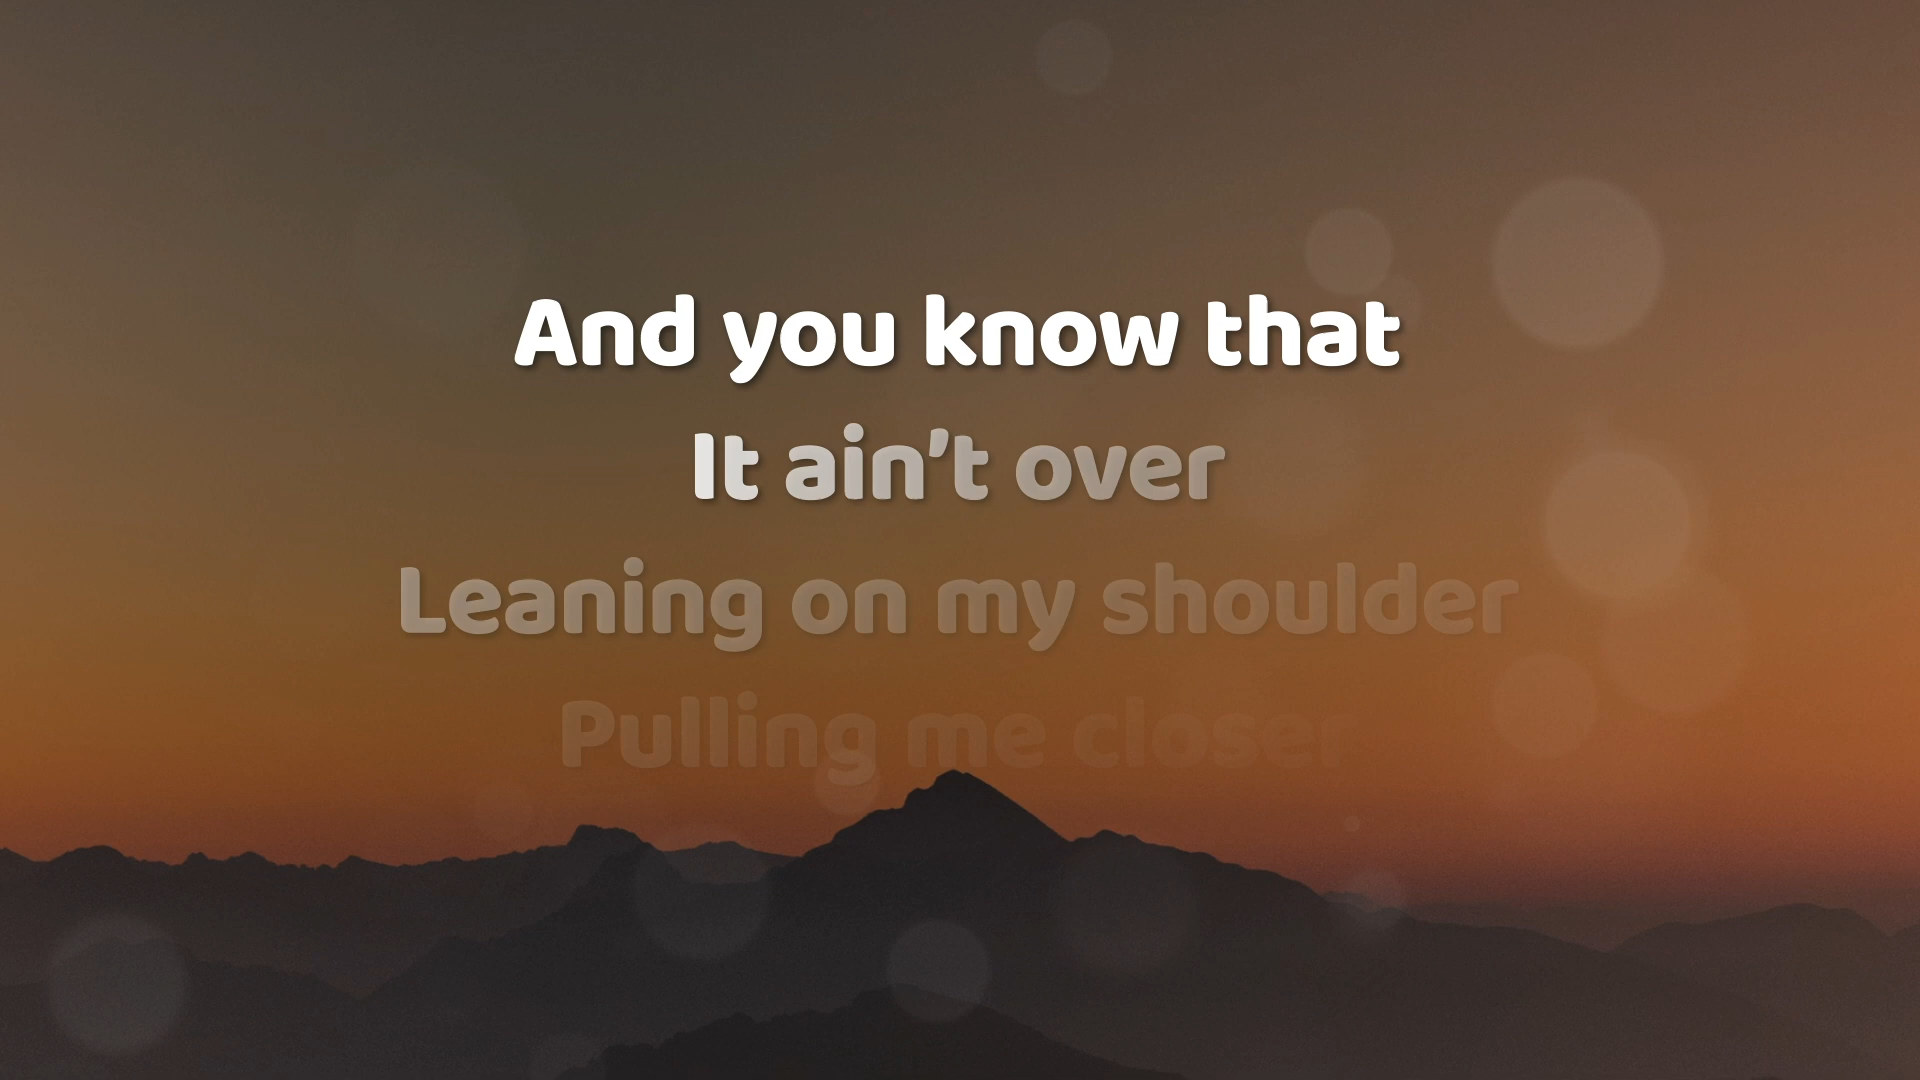 And you know that
It ain’t over
Leaning on my shoulder
Pulling me closer